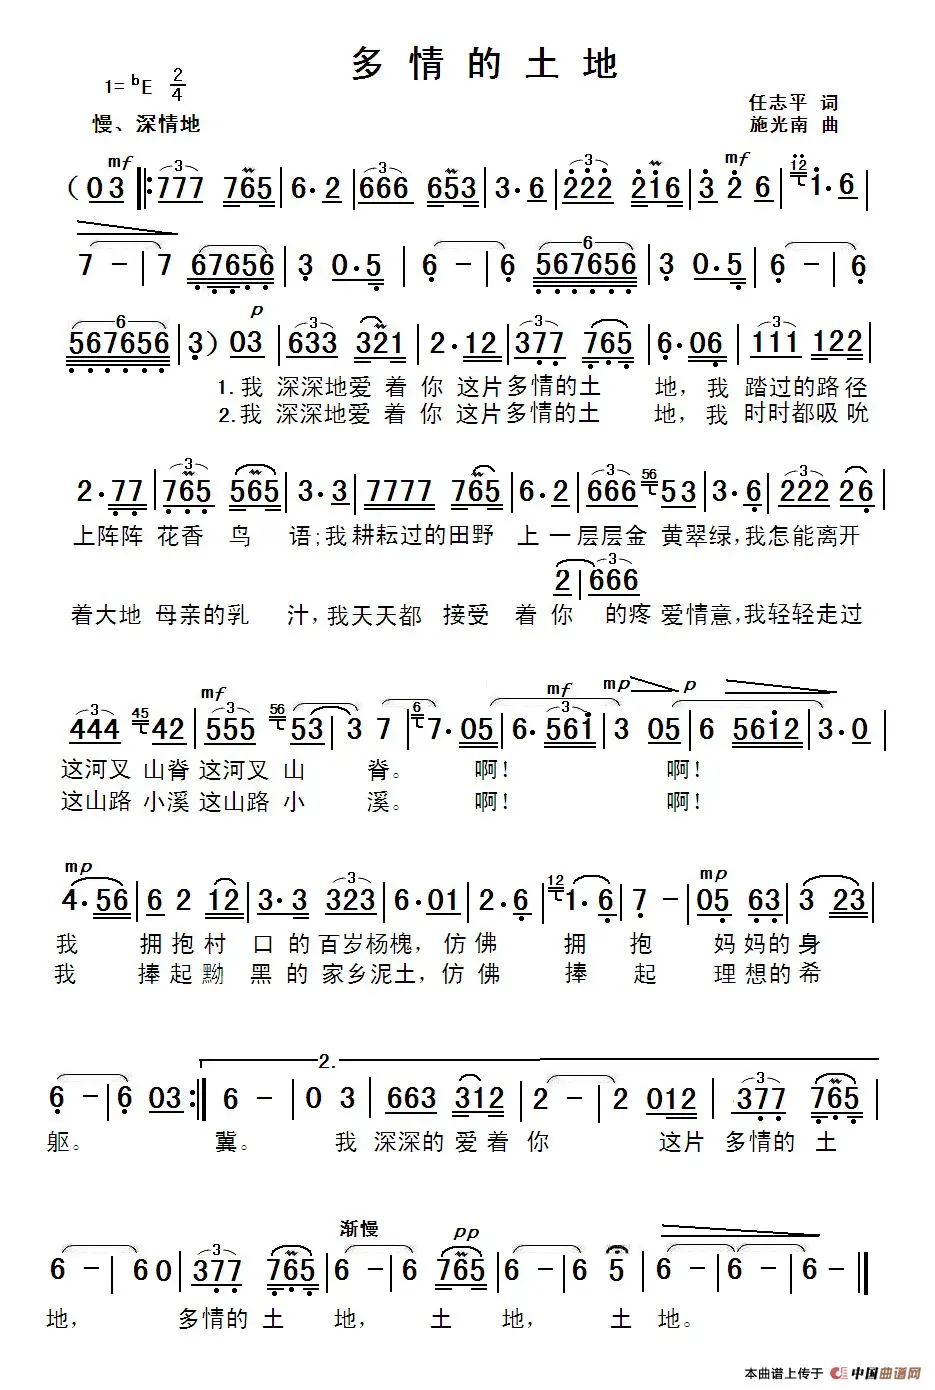 多情的土地
1= bE 2/4
任志平 词
慢、深情地
施光南 曲
mf mf
(03 ‖: 777 765 | 6·2 | 666 653 | 3·6 | 222 216 | 3 2 6 | 12 1·6 |
7 - | 7 67656 | 3 0·5 | 6 - | 6 567656 | 3 0·5 | 6 - | 6
p
567656 | 3) 03 | 633 321 | 2·12 | 377 765 | 6·06 | 111 122
1.我 深深地爱 着 你 这片多情的土 地，我 踏过的路径
2.我 深深地爱 着 你 这片多情的土 地，我 时时都吸吮
2·77 | 765 565 | 3·3 | 7777 765 | 6·2 | 666 56 53 | 3·6 | 222 26 |
上阵阵 花香 鸟 语；我 耕耘过的田野 上 一 层层金 黄翠绿，我怎能离开
2 | 666
着大地 母亲的乳 汁，我天天都 接受 着 你 的疼 爱情意，我轻轻走过
mf mf mp p
444 45 42 | 555 56 53 | 3 7 | 6 7·05 | 6·561 | 3 05 | 6 5612 | 3·0 |
这河叉 山脊 这河叉 山 脊。 啊！ 啊！
这山路 小溪 这山路 小 溪。 啊！ 啊！
mp mp
4·56 | 6 2 12 | 3·3 323 | 6·01 | 2·6 | 12 1·6 | 7 - | 05 63 | 3 23 |
我 拥抱村 口 的 百岁杨槐，仿佛 拥 抱 妈妈的身
我 捧起黝 黑 的 家乡泥土，仿佛 捧 起 理想的希
2.
6 - | 6 03 :‖ 6 - | 0 3 | 663 312 | 2 - | 2 012 | 377 765 |
躯。 冀。 我 深深的 爱着 你 这片 多情的 土
渐慢 pp
6 - | 6 0 | 377 765 | 6 - | 6 765 | 6 - | 6 5 | 6 - | 6 - | 6 - ‖
地， 多情的 土 地， 土 地， 土 地。
本曲谱上传于 中国曲谱网